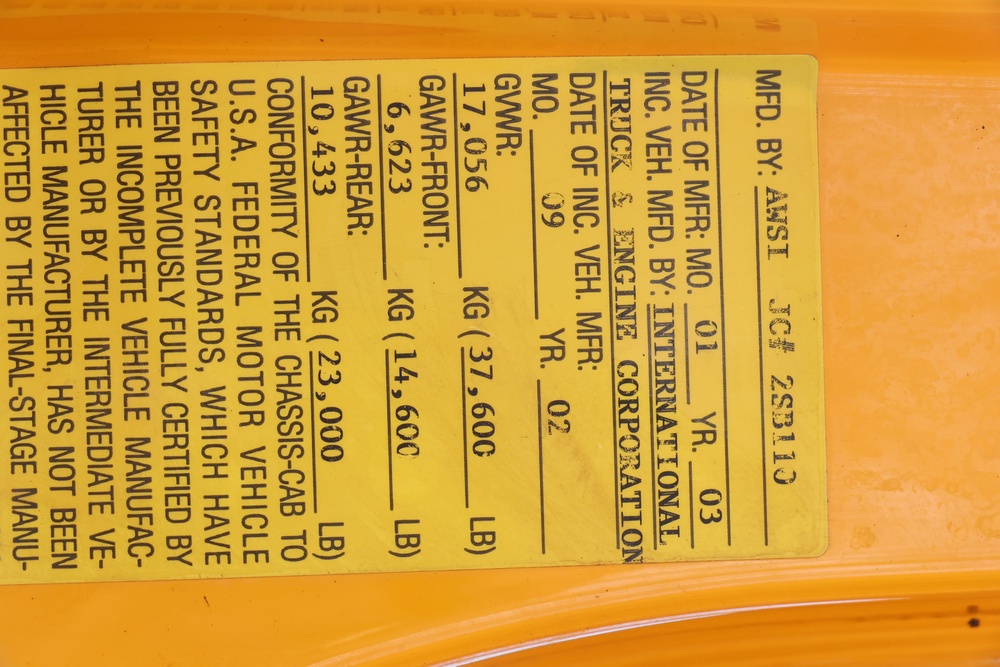 MFD. BY: AWSI JC# 2SB110
DATE OF MFR: MO. 01 YR. 03
INC. VEH. MFD. BY: INTERNATIONAL
TRUCK & ENGINE CORPORATION
DATE OF INC. VEH. MFR:
MO. 09 YR. 02
GWWR:
17,056 KG (37,600 LB)
GAWR-FRONT:
6,623 KG (14,600 LB)
GAWR-REAR:
10,433 KG (23,000 LB)
CONFORMITY OF THE CHASSIS-CAB TO
U.S.A. FEDERAL MOTOR VEHICLE
SAFETY STANDARDS, WHICH HAVE
BEEN PREVIOUSLY FULLY CERTIFIED BY
THE INCOMPLETE VEHICLE MANUFAC-
TURER OR BY THE INTERMEDIATE VE-
HICLE MANUFACTURER, HAS NOT BEEN
AFFECTED BY THE FINAL-STAGE MANU-